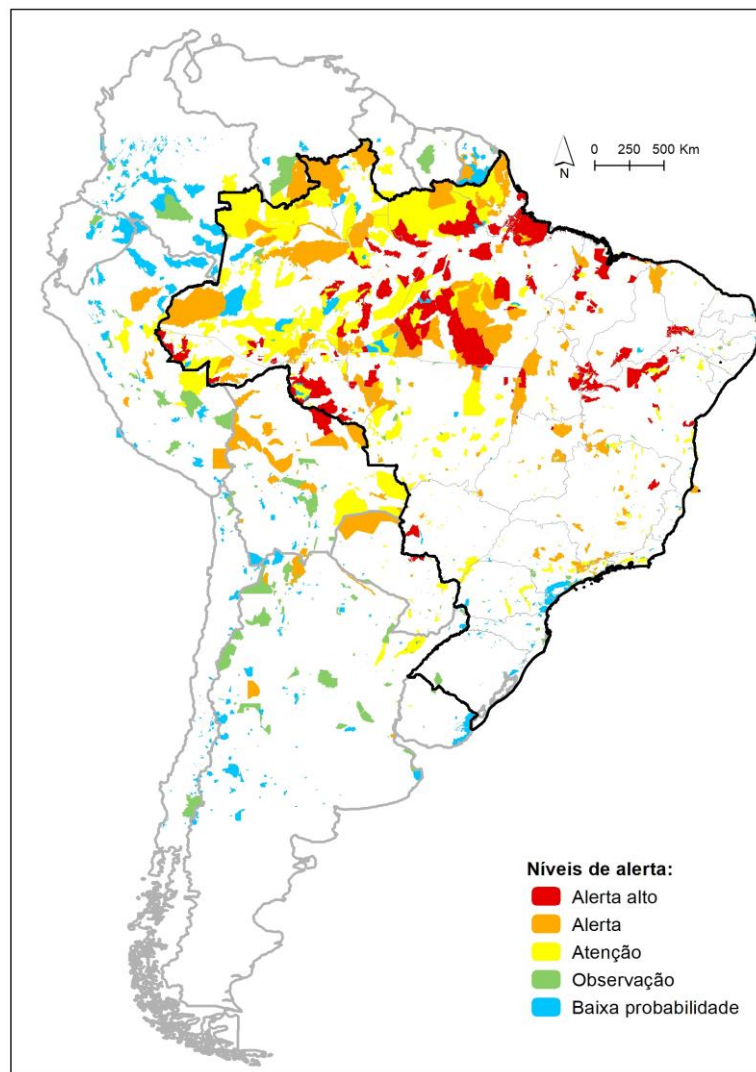 N
0 250 500 Km
Níveis de alerta:
Alerta alto
Alerta
Atenção
Observação
Baixa probabilidade